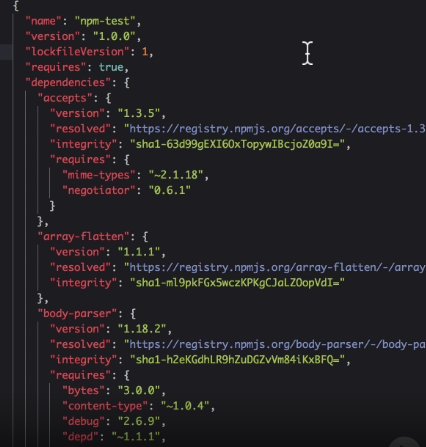 {
"name": "npm-test",
"version": "1.0.0",
"lockfileVersion": 1,
"requires": true,
"dependencies": {
"accepts": {
"version": "1.3.5",
"resolved": "https://registry.npmjs.org/accepts/-/accepts-1.3
"integrity": "sha1-63d99gEXI6OxTopywIBcjoZ0a9I=",
"requires": {
"mime-types": "~2.1.18",
"negotiator": "0.6.1"
}
},
"array-flatten": {
"version": "1.1.1",
"resolved": "https://registry.npmjs.org/array-flatten/-/array
"integrity": "sha1-ml9pkFGx5wczKPKgCJaLZOopVdI="
},
"body-parser": {
"version": "1.18.2",
"resolved": "https://registry.npmjs.org/body-parser/-/body-pa
"integrity": "sha1-h2eKGdhLR9hZuDGZvVm84iKxBFQ=",
"requires": {
"bytes": "3.0.0",
"content-type": "~1.0.4",
"debug": "2.6.9",
"depd": "~1.1.1",